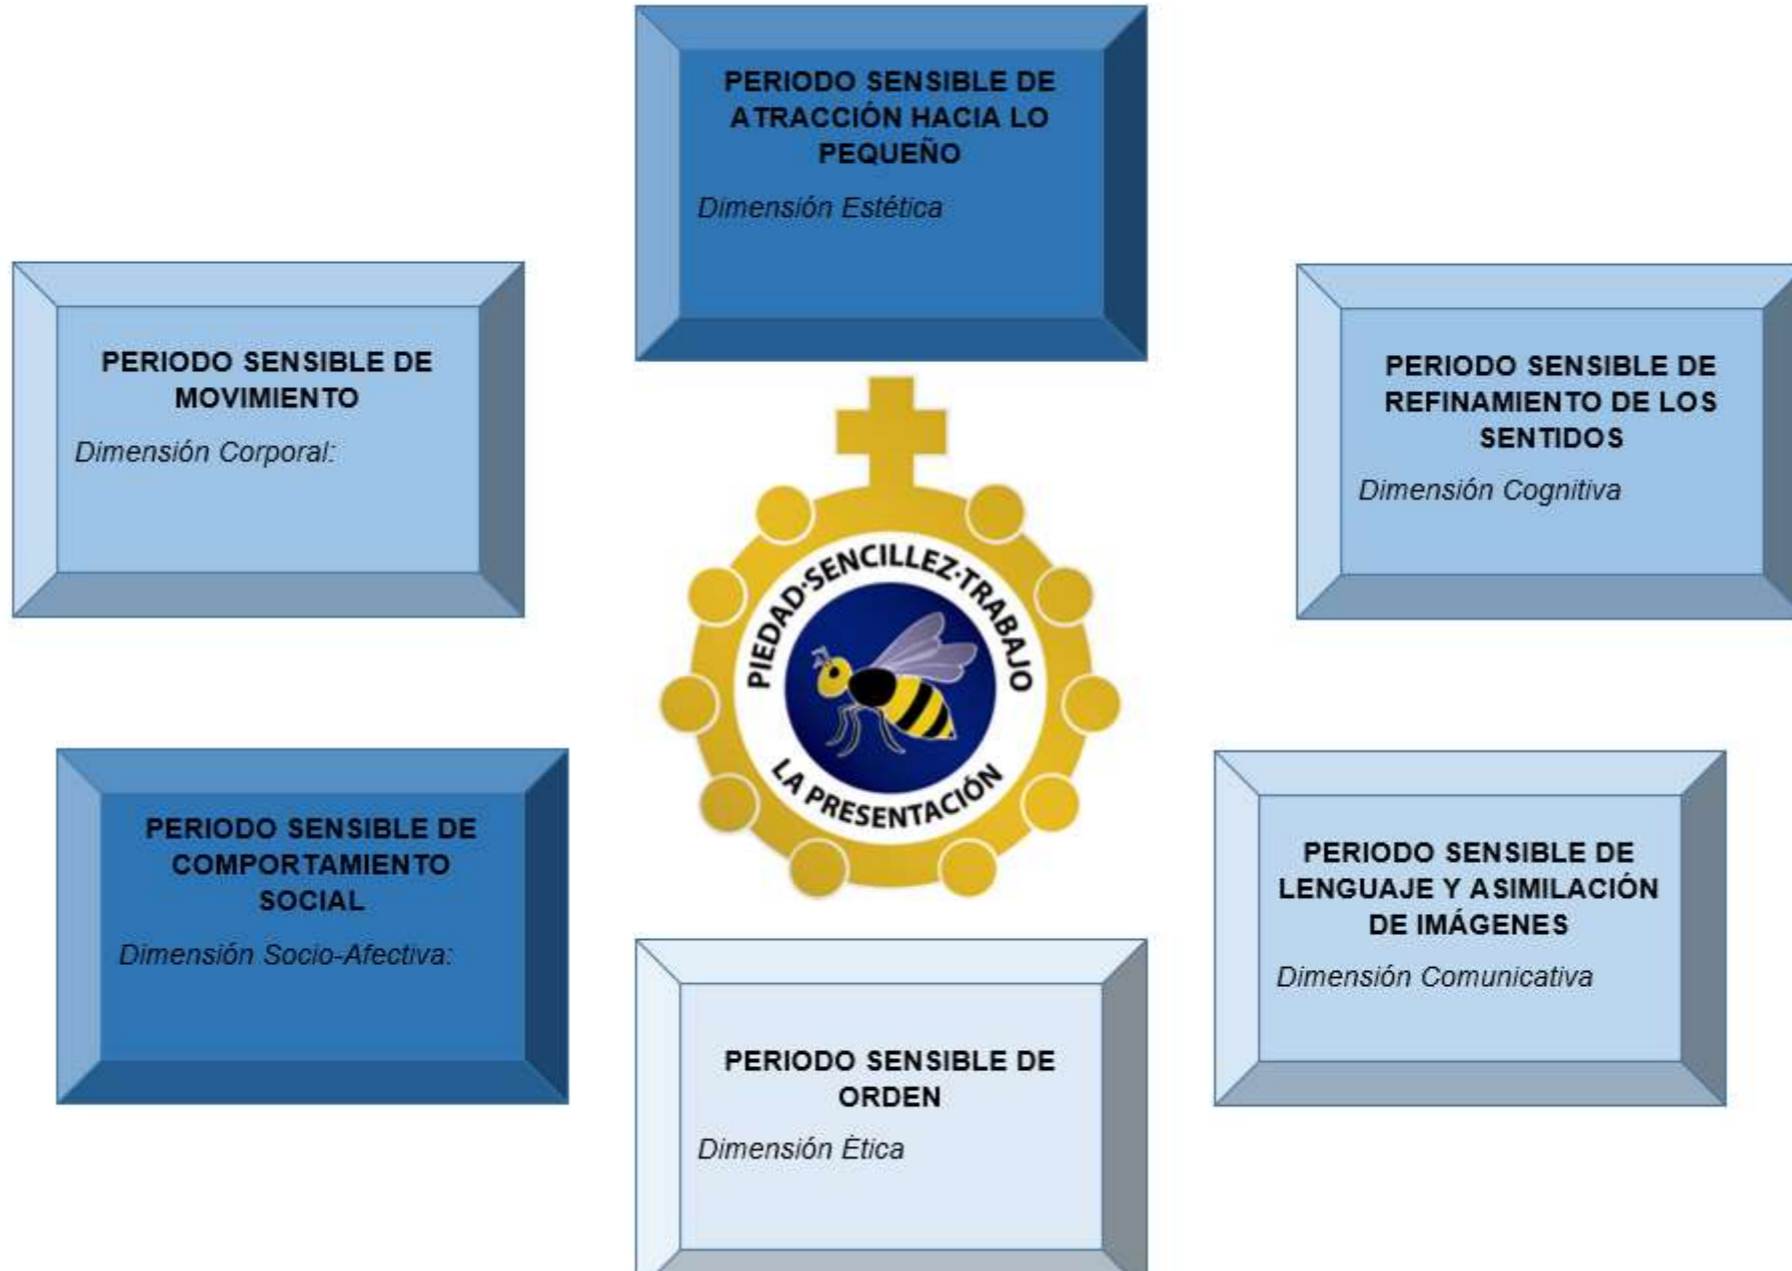 PERIODO SENSIBLE DE
ATRACCIÓN HACIA LO
PEQUEÑO
Dimensión Estética
PERIODO SENSIBLE DE
MOVIMIENTO
Dimensión Corporal:
PERIODO SENSIBLE DE
REFINAMIENTO DE LOS
SENTIDOS
Dimensión Cognitiva
PIEDAD·SENCILLEZ·TRABAJO
LA PRESENTACIÓN
PERIODO SENSIBLE DE
COMPORTAMIENTO
SOCIAL
Dimensión Socio-Afectiva:
PERIODO SENSIBLE DE
LENGUAJE Y ASIMILACIÓN
DE IMÁGENES
Dimensión Comunicativa
PERIODO SENSIBLE DE
ORDEN
Dimensión Ètica